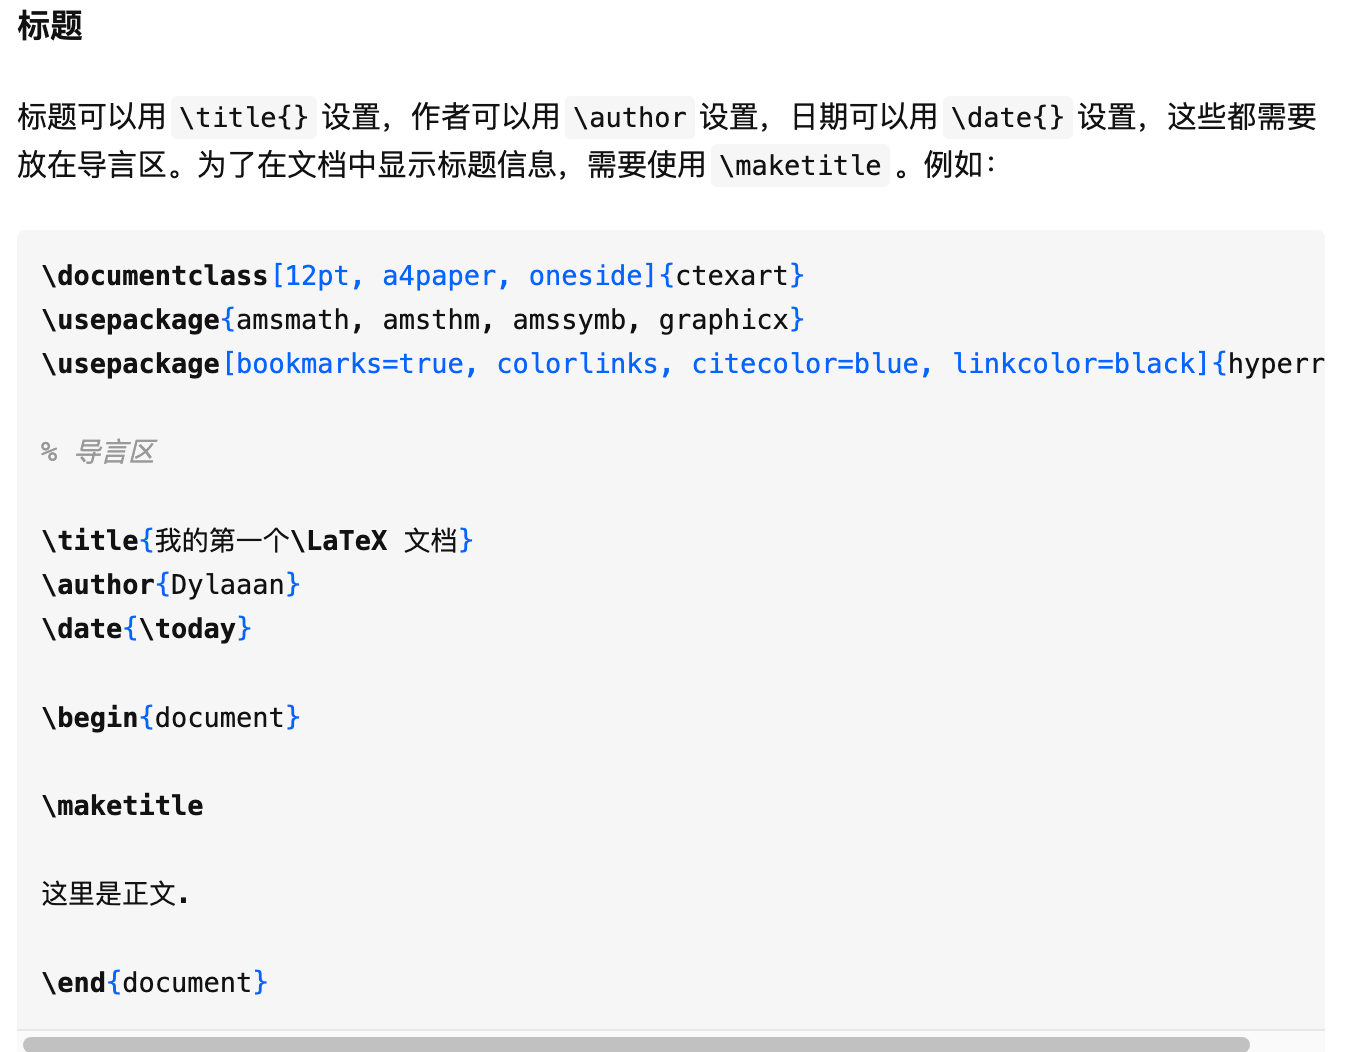 标题
标题可以用 \title{} 设置，作者可以用 \author 设置，日期可以用 \date{} 设置，这些都需要
放在导言区。为了在文档中显示标题信息，需要使用 \maketitle 。例如：
\documentclass[12pt, a4paper, oneside]{ctexart}
\usepackage{amsmath, amsthm, amssymb, graphicx}
\usepackage[bookmarks=true, colorlinks, citecolor=blue, linkcolor=black]{hyperr
% 导言区
\title{我的第一个\LaTeX 文档}
\author{Dylaaan}
\date{\today}
\begin{document}
\maketitle
这里是正文.
\end{document}